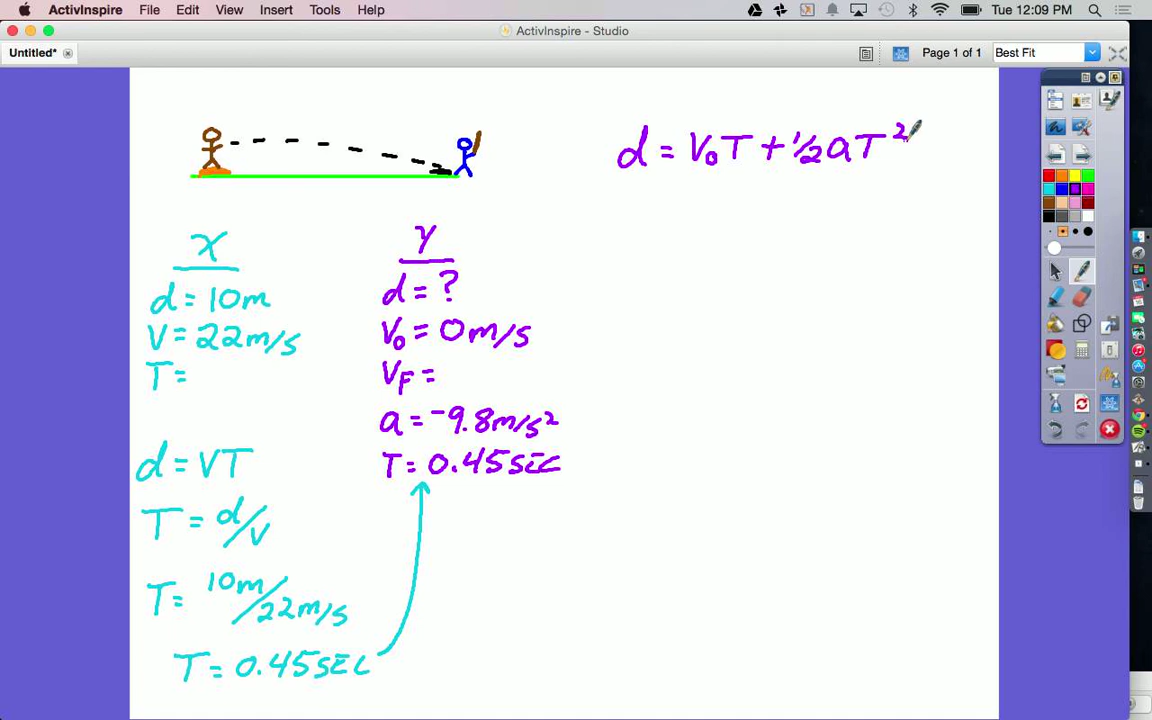 ActivInspire File Edit View Insert Tools Help Tue 12:09 PM
ActivInspire - Studio
Untitled* Page 1 of 1 Best Fit
d = V₀T + ½aT²
x
d = 10m
V = 22m/s
T =
d = VT
T = d/V
T = 10m/22m/s
T = 0.45SEC
y
d = ?
V₀ = 0m/s
VF =
a = -9.8m/s²
T = 0.45SEC